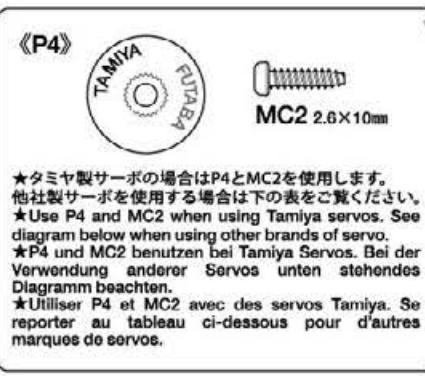 《P4》
TAMIYA
FUTABA
MC2 2.6×10㎜
★タミヤ製サーボの場合はP4とMC2を使用します。
他社製サーボを使用する場合は下の表をご覧ください。
★Use P4 and MC2 when using Tamiya servos. See
diagram below when using other brands of servo.
★P4 und MC2 benutzen bei Tamiya Servos. Bei der
Verwendung anderer Servos unten stehendes
Diagramm beachten.
★Utiliser P4 et MC2 avec des servos Tamiya. Se
reporter au tableau ci-dessous pour d'autres
marques de servos.